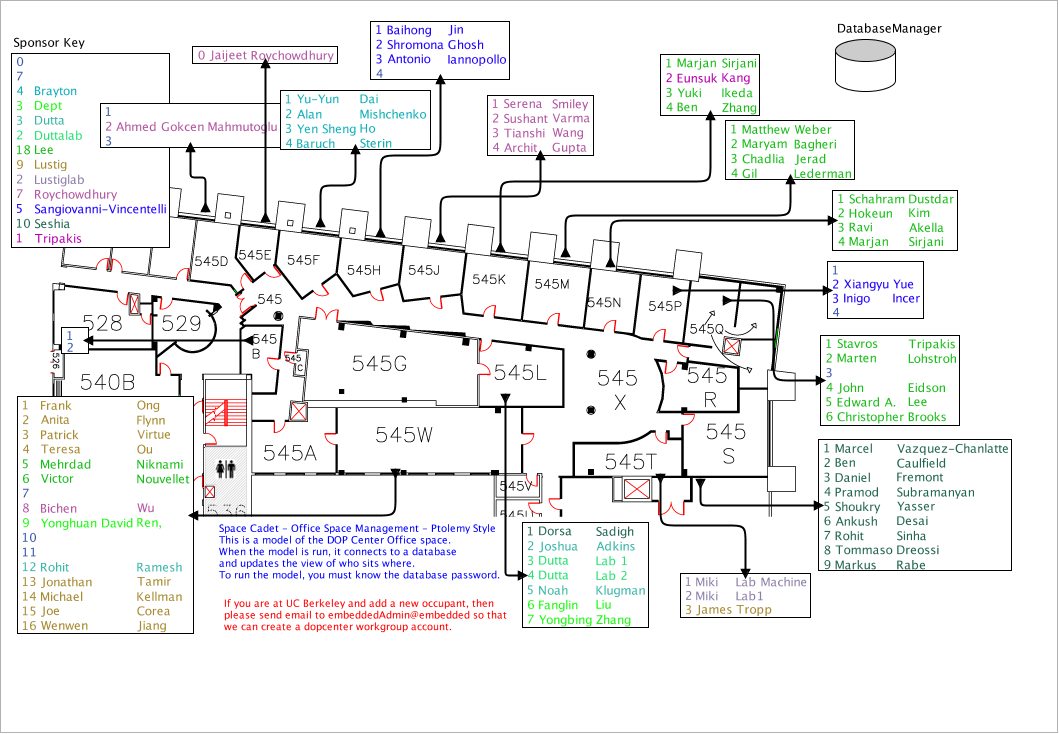 DatabaseManager
Sponsor Key
0
7
4 Brayton
3 Dept
3 Dutta
2 Duttalab
18 Lee
9 Lustig
2 Lustiglab
7 Roychowdhury
5 Sangiovanni-Vincentelli
10 Seshia
1 Tripakis
0 Jaijeet Roychowdhury
1 Baihong Jin
2 Shromona Ghosh
3 Antonio Iannopollo
4
1
2 Ahmed Gokcen Mahmutoglu
3
1 Yu-Yun Dai
2 Alan Mishchenko
3 Yen Sheng Ho
4 Baruch Sterin
1 Serena Smiley
2 Sushant Varma
3 Tianshi Wang
4 Archit Gupta
1 Marjan Sirjani
2 Eunsuk Kang
3 Yuki Ikeda
4 Ben Zhang
1 Matthew Weber
2 Maryam Bagheri
3 Chadlia Jerad
4 Gil Lederman
1 Schahram Dustdar
2 Hokeun Kim
3 Ravi Akella
4 Marjan Sirjani
1
2 Xiangyu Yue
3 Inigo Incer
4
1 Stavros Tripakis
2 Marten Lohstroh
3
4 John Eidson
5 Edward A. Lee
6 Christopher Brooks
1 Marcel Vazquez-Chanlatte
2 Ben Caulfield
3 Daniel Fremont
4 Pramod Subramanyan
5 Shoukry Yasser
6 Ankush Desai
7 Rohit Sinha
8 Tommaso Dreossi
9 Markus Rabe
545D
545E
545F
545H
545J
545K
545M
545N
545P
545Q
545
528
529
1
2
545
B
545
C
545G
545L
545
X
545
R
526
540B
545A
545W
545T
545
S
545V
545U
536
1 Frank Ong
2 Anita Flynn
3 Patrick Virtue
4 Teresa Ou
5 Mehrdad Niknami
6 Victor Nouvellet
7
8 Bichen Wu
9 Yonghuan David Ren,
10
11
12 Rohit Ramesh
13 Jonathan Tamir
14 Michael Kellman
15 Joe Corea
16 Wenwen Jiang
Space Cadet - Office Space Management - Ptolemy Style
This is a model of the DOP Center Office space.
When the model is run, it connects to a database
and updates the view of who sits where.
To run the model, you must know the database password.
If you are at UC Berkeley and add a new occupant, then
please send email to embeddedAdmin@embedded so that
we can create a dopcenter workgroup account.
1 Dorsa Sadigh
2 Joshua Adkins
3 Dutta Lab 1
4 Dutta Lab 2
5 Noah Klugman
6 Fanglin Liu
7 Yongbing Zhang
1 Miki Lab Machine
2 Miki Lab1
3 James Tropp